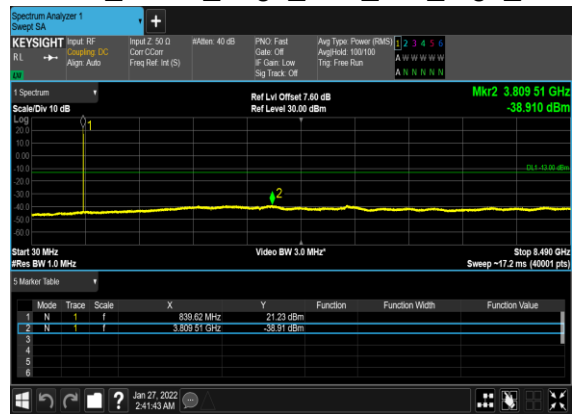 Spectrum Analyzer 1
Swept SA
+
KEYSIGHT Input: RF Input Z: 50 Ω #Atten: 40 dB PNO: Fast Avg Type: Power (RMS) 1 2 3 4 5 6
RL Coupling: DC Corr CCorr Gate: Off Avg|Hold: 100/100 A W W W W W
Align: Auto Freq Ref: Int (S) IF Gain: Low Trig: Free Run
LW Sig Track: Off A N N N N N
1 Spectrum Ref Lvl Offset 7.60 dB Mkr2 3.809 51 GHz
Scale/Div 10 dB Ref Level 30.00 dBm -38.910 dBm
Log
20.0
10.0
0.00
-10.0
-20.0
-30.0
-40.0
-50.0
-60.0
1
DL1 -13.00 dBm
2
Start 30 MHz Video BW 3.0 MHz* Stop 8.490 GHz
#Res BW 1.0 MHz Sweep ~17.2 ms (40001 pts)
5 Marker Table
Mode Trace Scale X Y Function Function Width Function Value
1 N 1 f 839.62 MHz 21.23 dBm
2 N 1 f 3.809 51 GHz -38.91 dBm
3
4
5
6
? Jan 27, 2022
2:41:43 AM